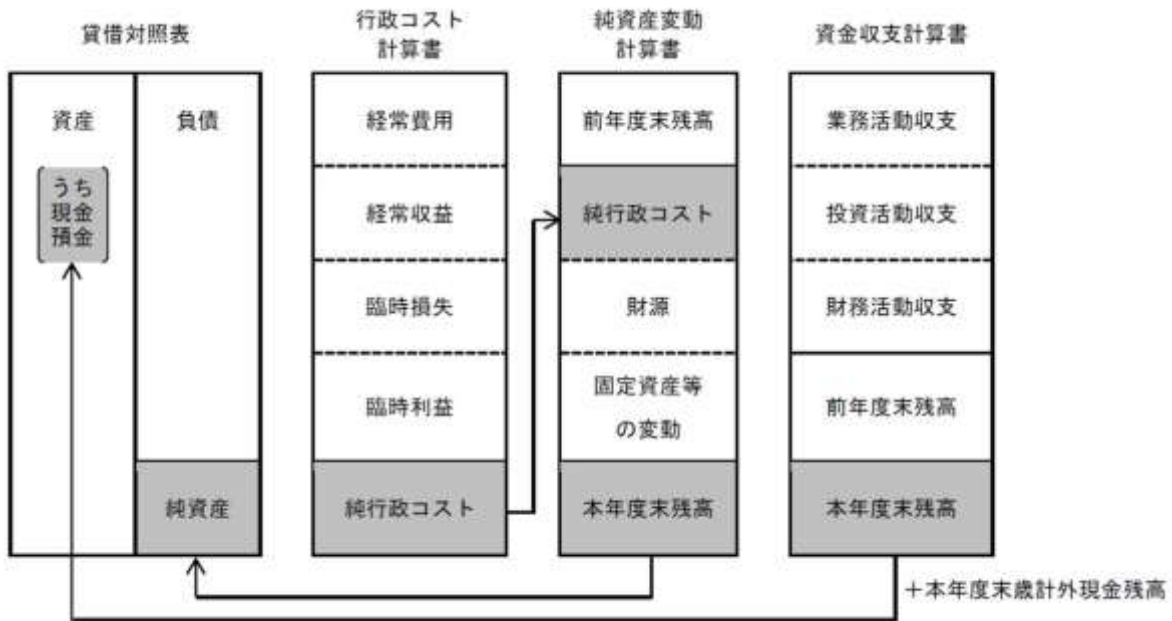 貸借対照表
資産
うち
現金
預金
負債
純資産
行政コスト
計算書
経常費用
経常収益
臨時損失
臨時利益
純行政コスト
純資産変動
計算書
前年度末残高
純行政コスト
財源
固定資産等
の変動
本年度末残高
資金収支計算書
業務活動収支
投資活動収支
財務活動収支
前年度末残高
本年度末残高
＋本年度末歳計外現金残高